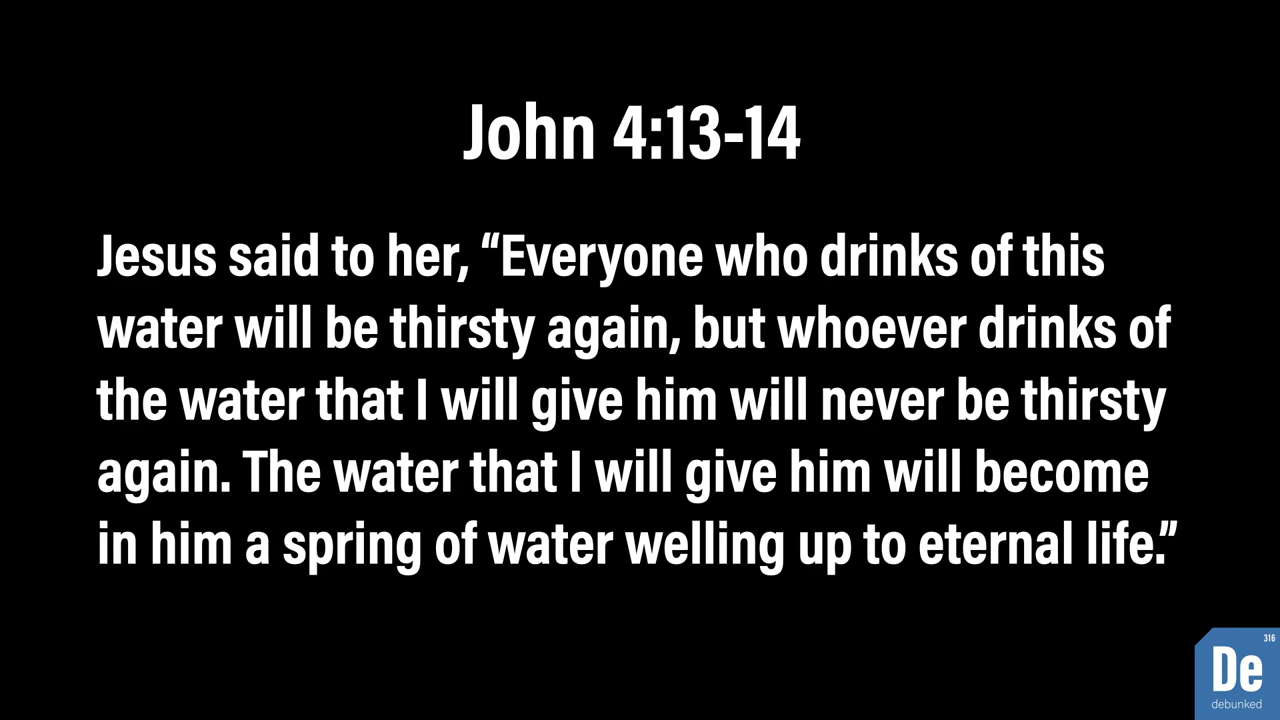 John 4:13-14
Jesus said to her, “Everyone who drinks of this
water will be thirsty again, but whoever drinks of
the water that I will give him will never be thirsty
again. The water that I will give him will become
in him a spring of water welling up to eternal life.”
316
De
debunked